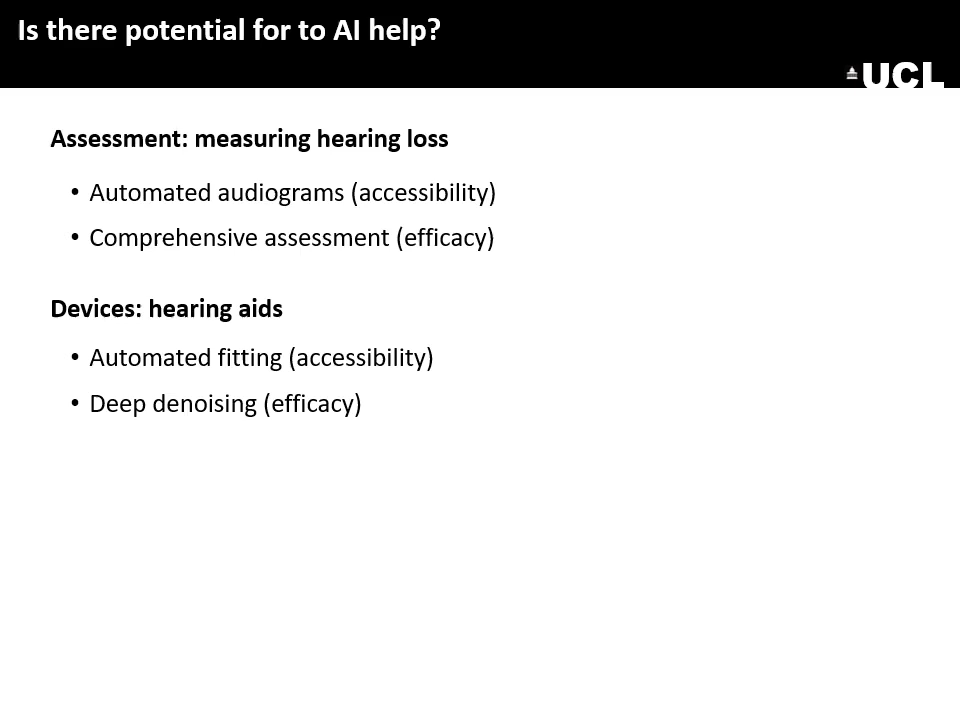 Is there potential for to AI help?
UCL
Assessment: measuring hearing loss
• Automated audiograms (accessibility)
• Comprehensive assessment (efficacy)
Devices: hearing aids
• Automated fitting (accessibility)
• Deep denoising (efficacy)